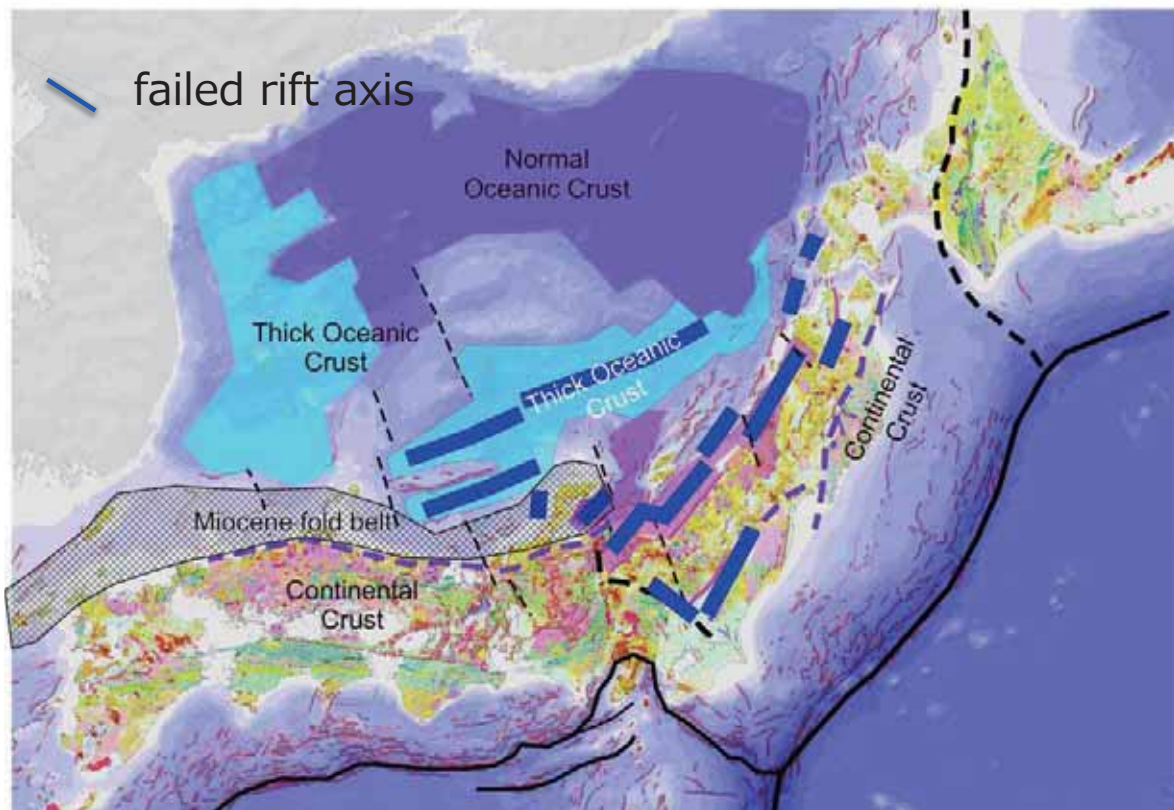 failed rift axis
Normal
Oceanic Crust
Thick Oceanic
Crust
Thick Oceanic
Crust
Continental
Crust
Miocene fold belt
Continental
Crust